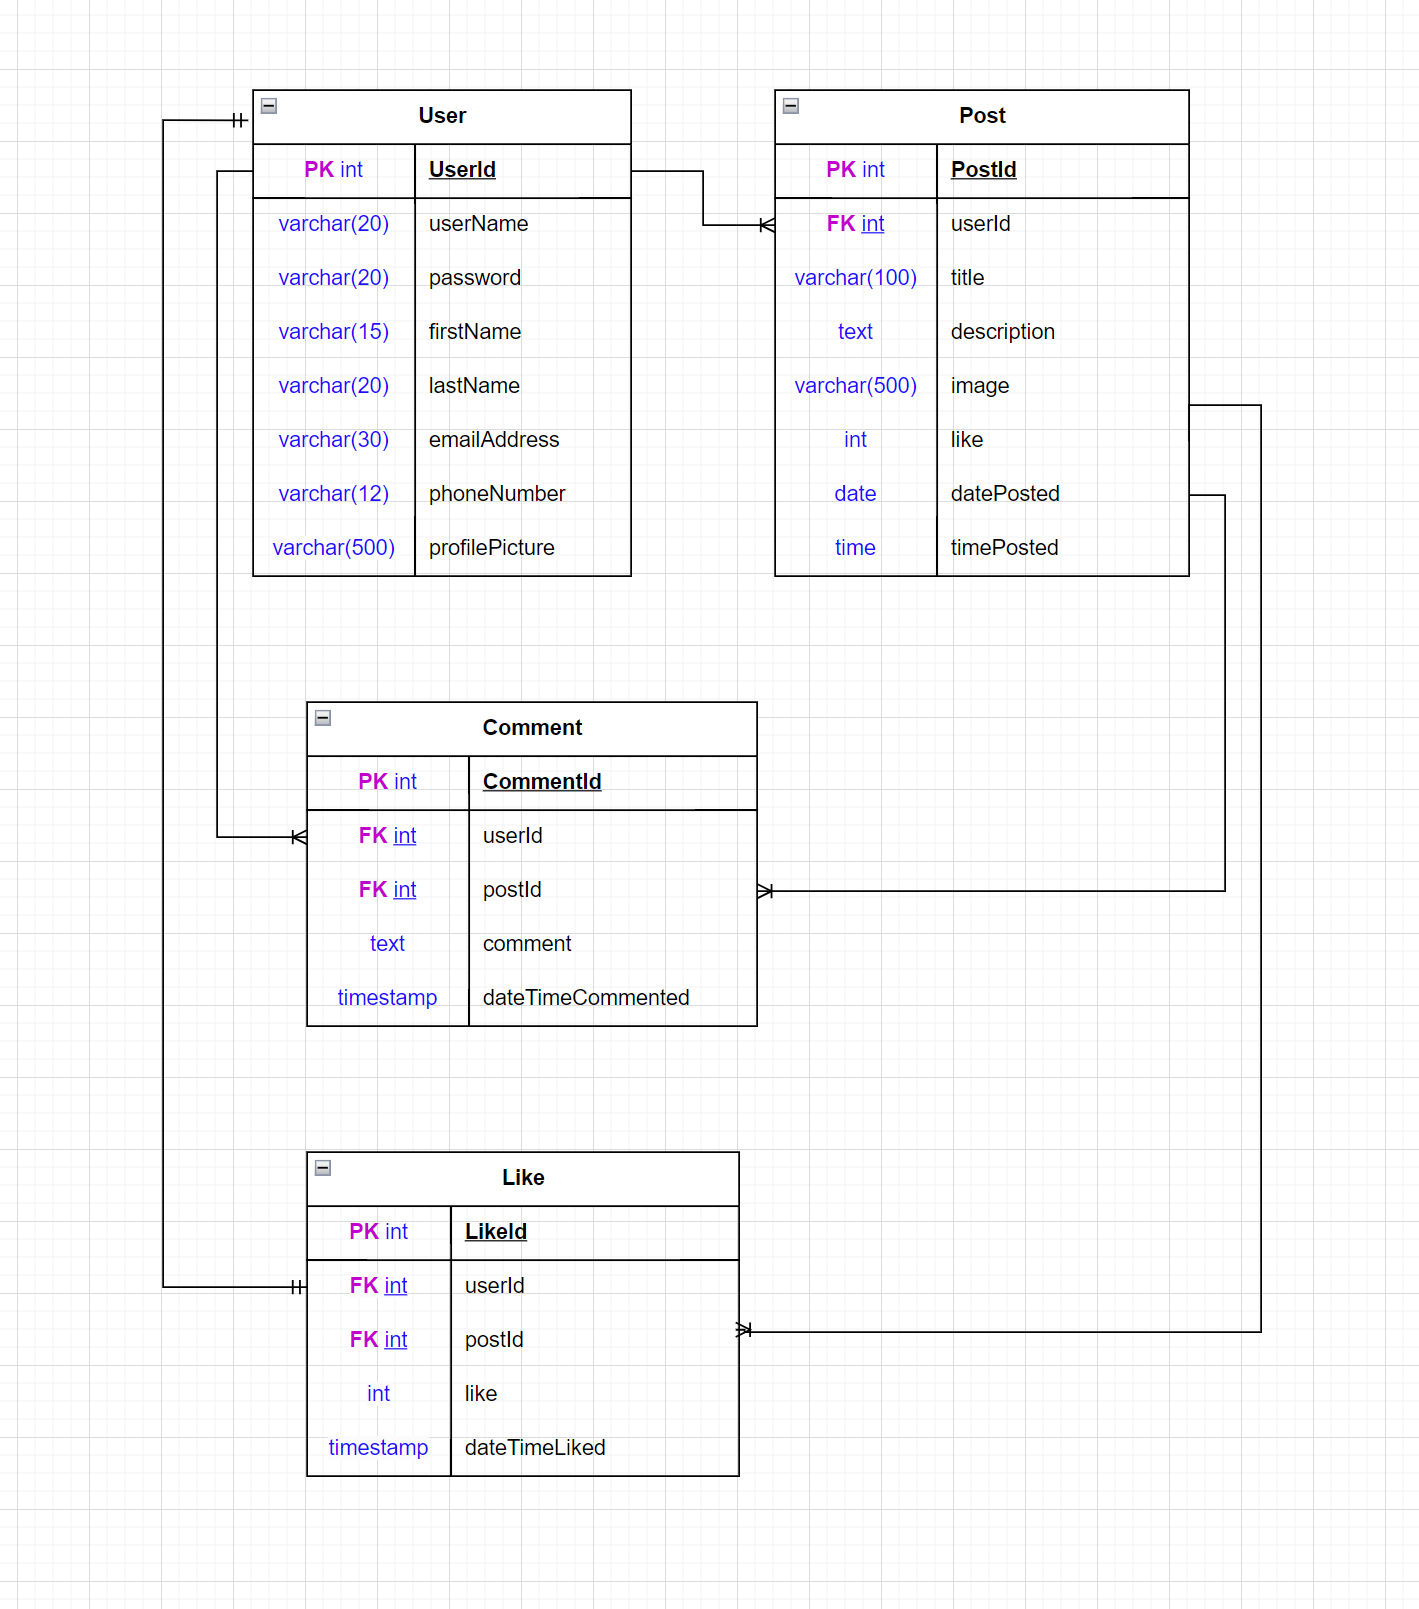 User
PK int UserId
varchar(20) userName
varchar(20) password
varchar(15) firstName
varchar(20) lastName
varchar(30) emailAddress
varchar(12) phoneNumber
varchar(500) profilePicture
Post
PK int PostId
FK int userId
varchar(100) title
text description
varchar(500) image
int like
date datePosted
time timePosted
Comment
PK int CommentId
FK int userId
FK int postId
text comment
timestamp dateTimeCommented
Like
PK int LikeId
FK int userId
FK int postId
int like
timestamp dateTimeLiked